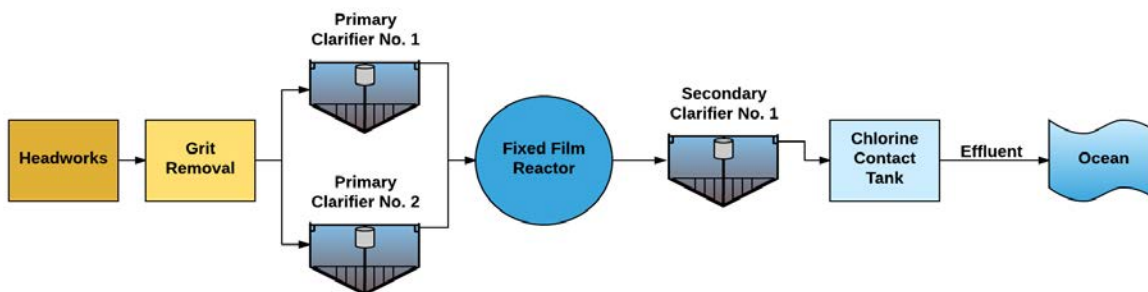 Headworks
Grit
Removal
Primary
Clarifier No. 1
Primary
Clarifier No. 2
Fixed Film
Reactor
Secondary
Clarifier No. 1
Chlorine
Contact
Tank
Effluent
Ocean